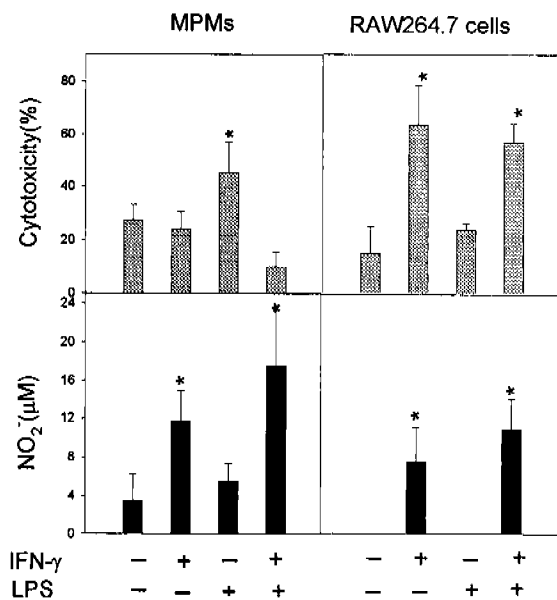 MPMs RAW264.7 cells
Cytotoxicity(%)
80
60
40
20
0
* * *
NO₂⁻(μM)
24
20
16
12
8
4
0
* * * *
IFN-γ − + − + − + − +
LPS − − + + − − + +